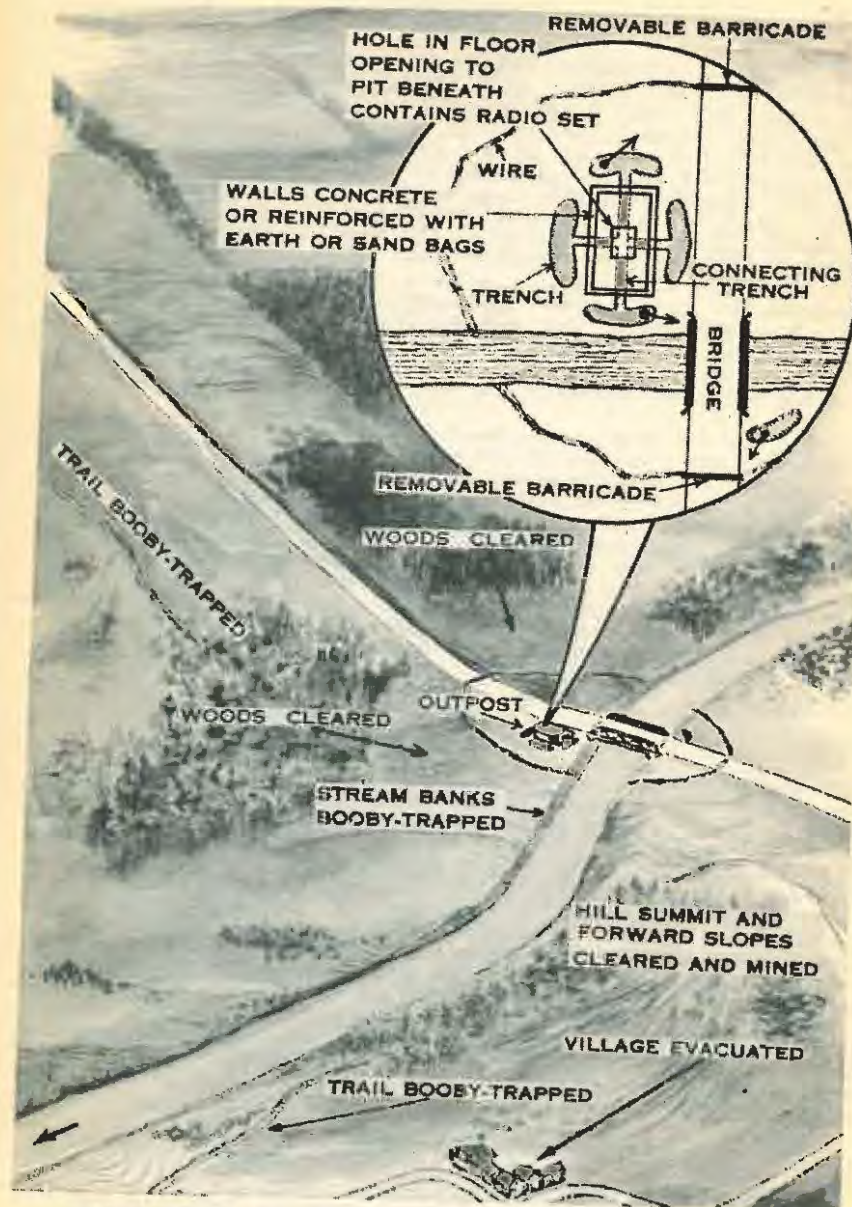 REMOVABLE BARRICADE
HOLE IN FLOOR
OPENING TO
PIT BENEATH
CONTAINS RADIO SET
WIRE
WALLS CONCRETE
OR REINFORCED WITH
EARTH OR SAND BAGS
TRENCH
CONNECTING
TRENCH
BRIDGE
REMOVABLE BARRICADE
TRAIL BOOBY-TRAPPED
WOODS CLEARED
OUTPOST
WOODS CLEARED
STREAM BANKS
BOOBY-TRAPPED
HILL SUMMIT AND
FORWARD SLOPES
CLEARED AND MINED
VILLAGE EVACUATED
TRAIL BOOBY-TRAPPED